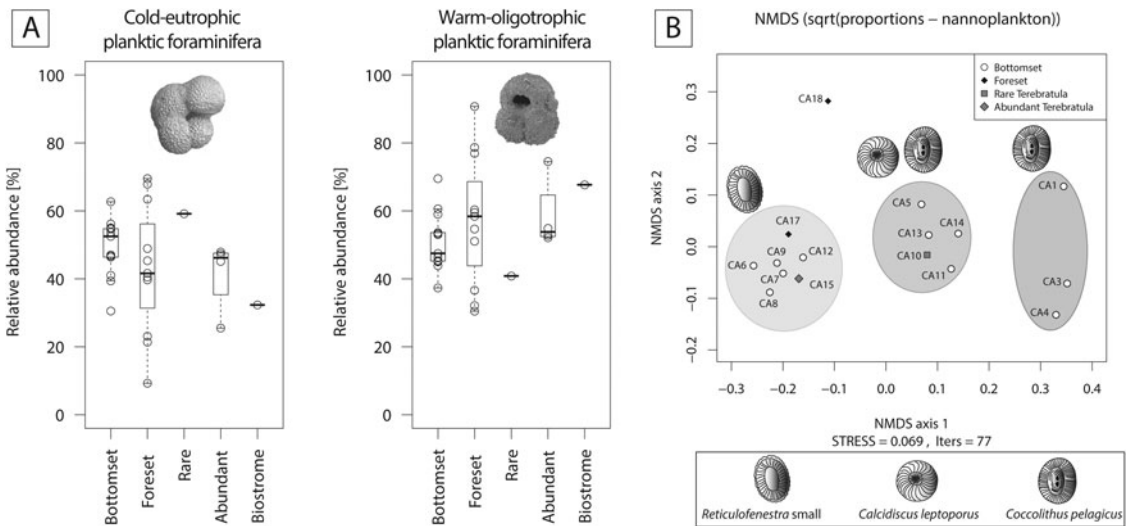 A
Cold-eutrophic
planktic foraminifera
Relative abundance [%]
100
80
60
40
20
0
Bottomset
Foreset
Rare
Abundant
Biostrome
Warm-oligotrophic
planktic foraminifera
Relative abundance [%]
100
80
60
40
20
0
Bottomset
Foreset
Rare
Abundant
Biostrome
B
NMDS (sqrt(proportions – nannoplankton))
Bottomset
Foreset
Rare Terebratula
Abundant Terebratula
NMDS axis 2
0.3
0.2
0.1
0.0
−0.1
−0.2
CA18
CA17
CA9
CA12
CA6
CA7
CA15
CA8
CA5
CA14
CA13
CA10
CA11
CA1
CA3
CA4
−0.3 −0.2 −0.1 0.0 0.1 0.2 0.3 0.4
NMDS axis 1
STRESS = 0.069 , Iters = 77
Reticulofenestra small
Calcidiscus leptoporus
Coccolithus pelagicus